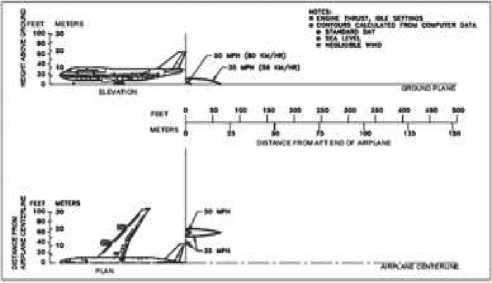 NOTES:
ENGINE THRUST, IDLE SETTINGS
CONTOURS CALCULATED FROM COMPUTER DATA
STANDARD DAY
SEA LEVEL
NEGLIGIBLE WIND
HEIGHT ABOVE GROUND
FEET METERS
100 30
80
60 20
40 10
20
0 0
50 MPH (80 KM/HR)
35 MPH (56 KM/HR)
ELEVATION
GROUND PLANE
FEET 0 50 100 150 200 250 300 350 400 450 500
METERS 0 25 50 75 100 125 150
DISTANCE FROM AFT END OF AIRPLANE
DISTANCE FROM
AIRPLANE CENTERLINE
FEET METERS
100 30
80
60 20
40 10
20
0 0
50 MPH
35 MPH
PLAN
AIRPLANE CENTERLINE